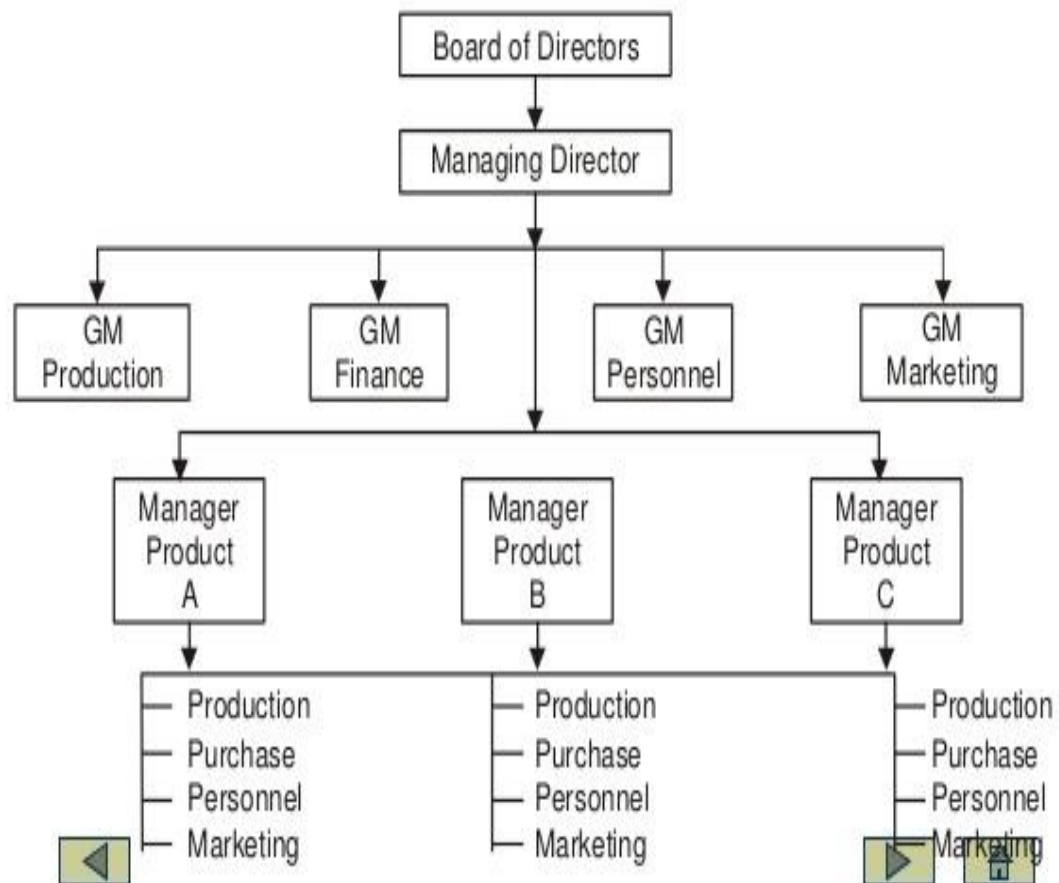 Board of Directors
Managing Director
GM
Production
GM
Finance
GM
Personnel
GM
Marketing
Manager
Product
A
Manager
Product
B
Manager
Product
C
Production
Purchase
Personnel
Marketing
Production
Purchase
Personnel
Marketing
Production
Purchase
Personnel
Marketing